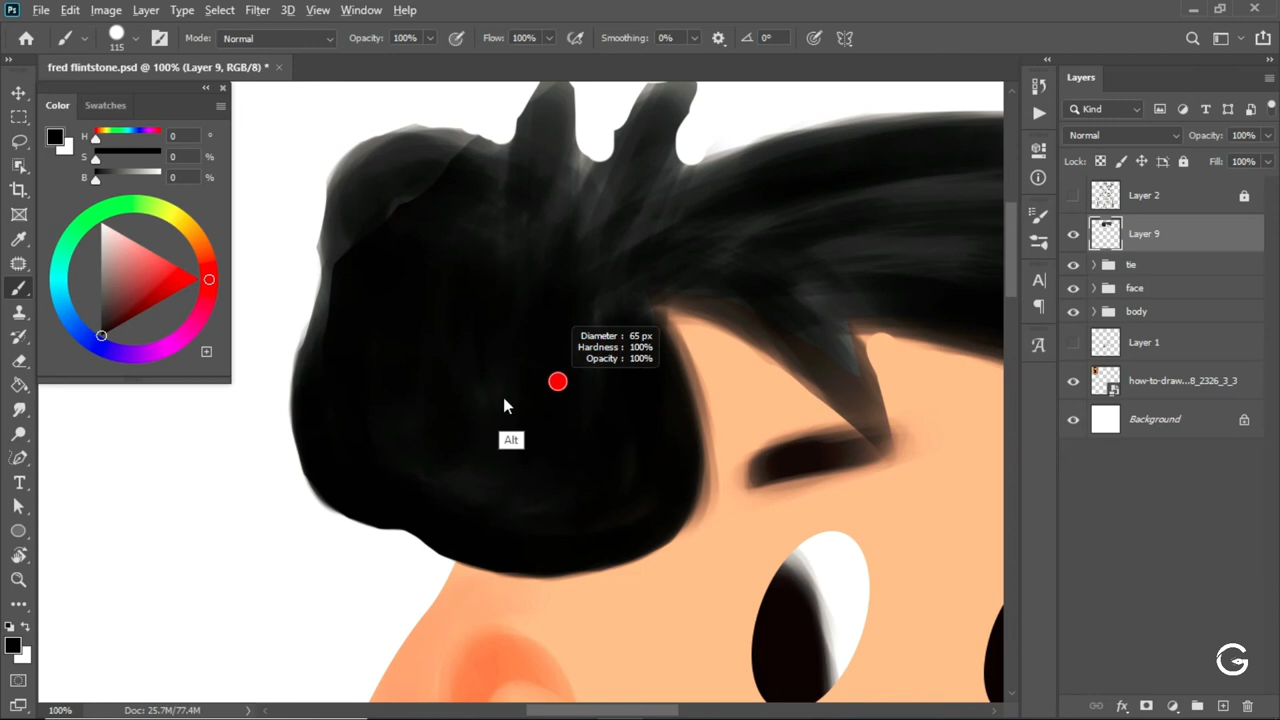 Ps File Edit Image Layer Type Select Filter 3D View Window Help
115 Mode: Normal Opacity: 100% Flow: 100% Smoothing: 0% 0°
fred flintstone.psd @ 100% (Layer 9, RGB/8) *
Color Swatches
H 0 °
S 0 %
B 0 %
Diameter : 65 px
Hardness : 100%
Opacity : 100%
Alt
Layers
Kind
Normal Opacity: 100%
Lock: Fill: 100%
Layer 2
Layer 9
tie
face
body
Layer 1
how-to-draw...8_2326_3_3
Background
100% Doc: 25.7M/77.4M